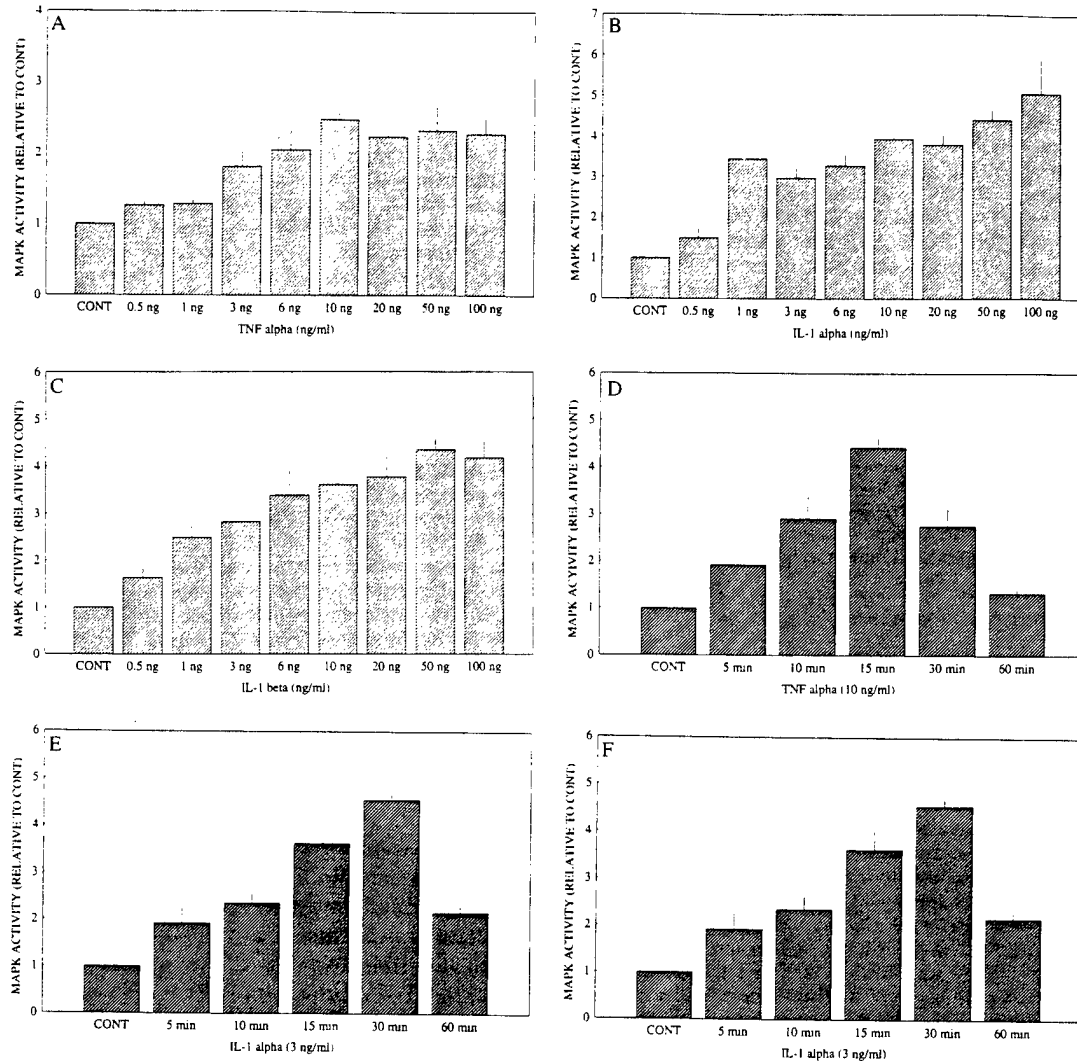 A
MAPK ACTIVITY (RELATIVE TO CONT)
4
3
2
1
0
CONT 0.5 ng 1 ng 3 ng 6 ng 10 ng 20 ng 50 ng 100 ng
TNF alpha (ng/ml)
B
MAPK ACTIVITY (RELATIVE TO CONT)
7
6
5
4
3
2
1
0
CONT 0.5 ng 1 ng 3 ng 6 ng 10 ng 20 ng 50 ng 100 ng
IL-1 alpha (ng/ml)
C
MAPK ACTIVITY (RELATIVE TO CONT)
6
5
4
3
2
1
0
CONT 0.5 ng 1 ng 3 ng 6 ng 10 ng 20 ng 50 ng 100 ng
IL-1 beta (ng/ml)
D
MAPK ACYIVITY (RELATIVE TO CONT)
6
5
4
3
2
1
0
CONT 5 min 10 min 15 min 30 min 60 min
TNF alpha (10 ng/ml)
E
MAPK ACTIVITY (RELATIVE TO CONT)
6
5
4
3
2
1
0
CONT 5 min 10 min 15 min 30 min 60 min
IL-1 alpha (3 ng/ml)
F
MAPK ACTIVITY (RELATIVE TO CONT)
6
5
4
3
2
1
0
CONT 5 min 10 min 15 min 30 min 60 min
IL-1 alpha (3 ng/ml)